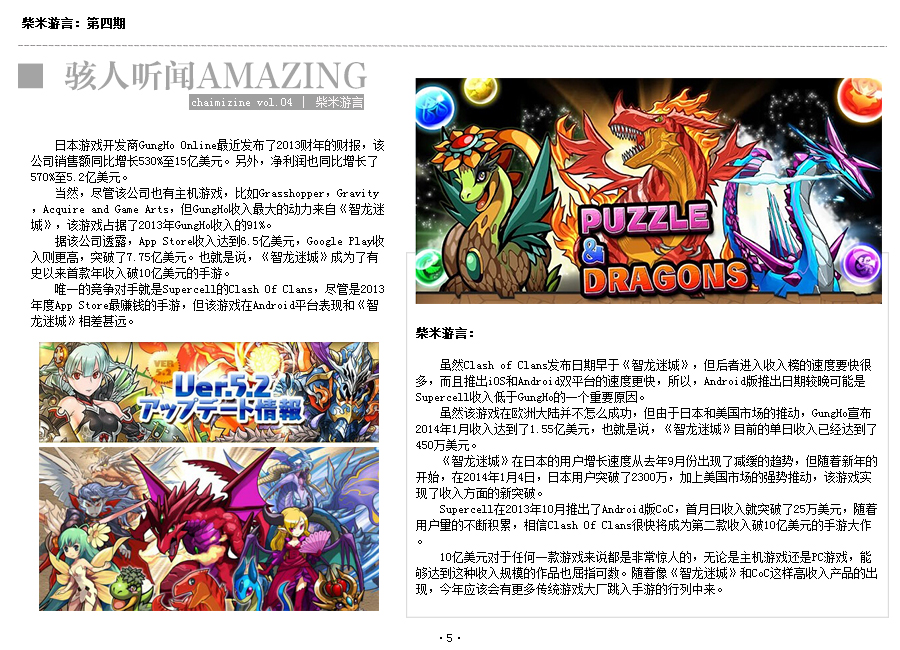 柴米游言：第四期
骇人听闻AMAZING
chaimizine vol.04 | 柴米游言
日本游戏开发商GungHo Online最近发布了2013财年的财报，该
公司销售额同比增长530%至15亿美元。另外，净利润也同比增长了
570%至5.2亿美元。
当然，尽管该公司也有主机游戏，比如Grasshopper，Gravity
，Acquire and Game Arts，但GungHo收入最大的动力来自《智龙迷
城》，该游戏占据了2013年GungHo收入的91%。
据该公司透露，App Store收入达到6.5亿美元，Google Play收
入则更高，突破了7.75亿美元。也就是说，《智龙迷城》成为了有
史以来首款年收入破10亿美元的手游。
唯一的竞争对手就是Supercell的Clash Of Clans，尽管是2013
年度App Store最赚钱的手游，但该游戏在Android平台表现和《智
龙迷城》相差甚远。
VER
5.2
Ver.5.2
アップデート情報
PUZZLE
&
DRAGONS
柴米游言：
虽然Clash of Clans发布日期早于《智龙迷城》，但后者进入收入榜的速度要快很
多，而且推出iOS和Android双平台的速度更快，所以，Android版推出日期较晚可能是
Supercell收入低于GungHo的一个重要原因。
虽然该游戏在欧洲大陆并不怎么成功，但由于日本和美国市场的推动，GungHo宣布
2014年1月收入达到了1.55亿美元，也就是说，《智龙迷城》目前的单日收入已经达到了
450万美元。
《智龙迷城》在日本的用户增长速度从去年9月份出现了减缓的趋势，但随着新年的
开始，在2014年1月4日，日本用户突破了2300万，加上美国市场的强势推动，该游戏实
现了收入方面的新突破。
Supercell在2013年10月推出了Android版CoC，首月日收入就突破了25万美元，随着
用户量的不断积累，相信Clash Of Clans很快将成为第二款收入破10亿美元的手游大作
。
10亿美元对于任何一款游戏来说都是非常惊人的，无论是主机游戏还是PC游戏，能
够达到这种收入规模的作品也屈指可数。随着像《智龙迷城》和CoC这样高收入产品的出
现，今年应该会有更多传统游戏大厂跳入手游的行列中来。
·5·